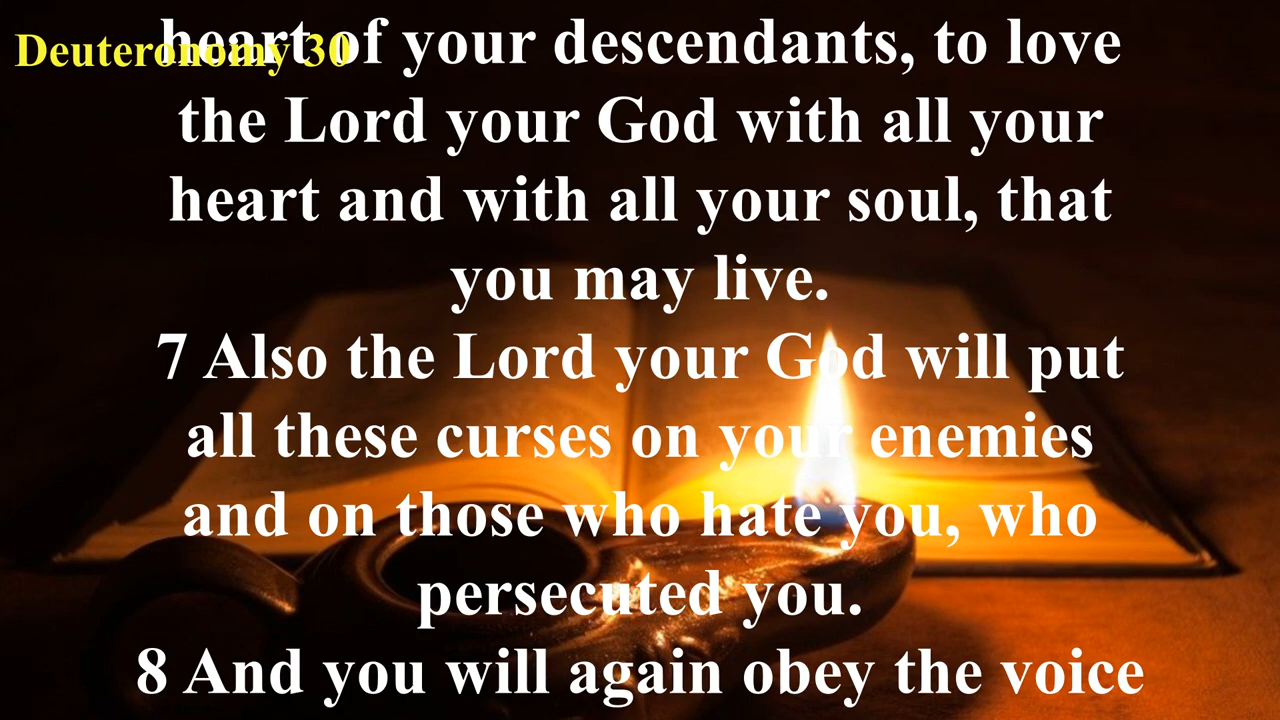 Deuteronomy 30
heart of your descendants, to love
the Lord your God with all your
heart and with all your soul, that
you may live.
7 Also the Lord your God will put
all these curses on your enemies
and on those who hate you, who
persecuted you.
8 And you will again obey the voice